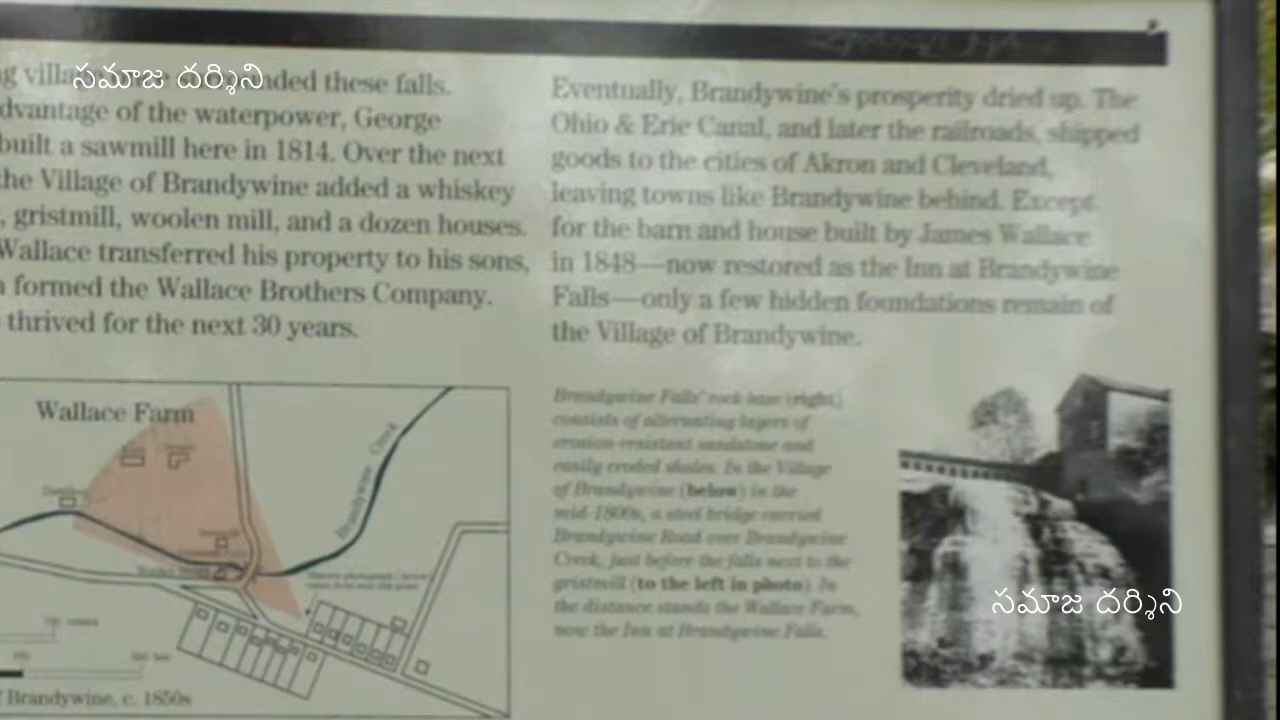 g villa
nded these falls.
సమాజ దర్శిని
dvantage of the waterpower, George
built a sawmill here in 1814. Over the next
the Village of Brandywine added a whiskey
, gristmill, woolen mill, and a dozen houses.
Wallace transferred his property to his sons,
formed the Wallace Brothers Company.
thrived for the next 30 years.
Eventually, Brandywine's prosperity dried up. The
Ohio & Erie Canal, and later the railroads, shipped
goods to the cities of Akron and Cleveland,
leaving towns like Brandywine behind. Except
for the barn and house built by James Wallace
in 1848—now restored as the Inn at Brandywine
Falls—only a few hidden foundations remain of
the Village of Brandywine.
Wallace Farm
Brandywine Creek
Brandywine, c. 1850s
Brandywine Falls' rock base (right)
consists of alternating layers of
erosion-resistant sandstone and
easily eroded shales. In the Village
of Brandywine (below) in the
mid-1800s, a steel bridge carried
Brandywine Road over Brandywine
Creek, just before the falls next to the
gristmill (to the left in photo). In
the distance stands the Wallace Farm,
now the Inn at Brandywine Falls.
సమాజ దర్శిని